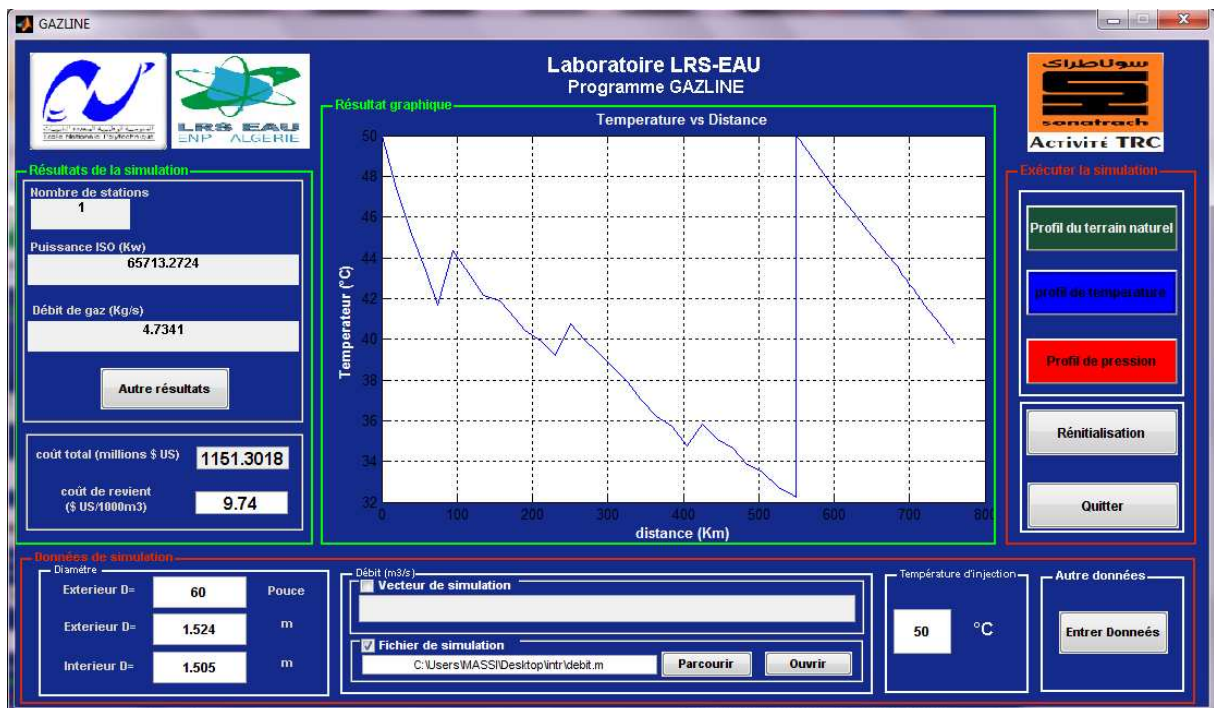 GAZLINE
Laboratoire LRS-EAU
Programme GAZLINE
LRS EAU
ENP ALGERIE
سوناطراك
sonatrach
ACTIVITÉ TRC
Résultat graphique
Temperature vs Distance
50
48
46
44
42
40
38
36
34
32
0 100 200 300 400 500 600 700 800
Temperateur (°C)
distance (Km)
Résultats de la simulation
Nombre de stations
1
Puissance ISO (Kw)
65713.2724
Débit de gaz (Kg/s)
4.7341
Autre résultats
coût total (millions $ US) 1151.3018
coût de revient
($ US/1000m3) 9.74
Exécuter la simulation
Profil du terrain naturel
profil de température
Profil de pression
Rénitialisation
Quitter
Données de simulation
Diamétre
Exterieur D= 60 Pouce
Exterieur D= 1.524 m
Interieur D= 1.505 m
Débit (m3/s)
Vecteur de simulation
Fichier de simulation
C:\Users\MASSI\Desktop\intr\debit.m Parcourir Ouvrir
Température d'injection
50 °C
Autre données
Entrer Donneés